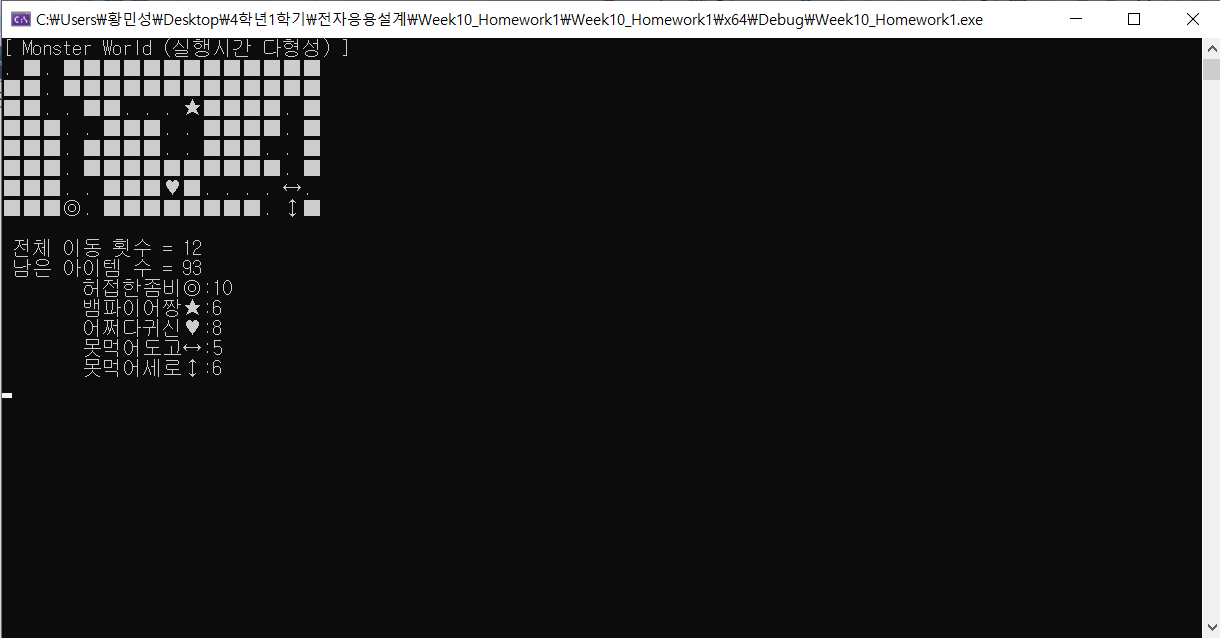 C:\Users\황민성\Desktop\4학년1학기\전자응용설계\Week10_Homework1\Week10_Homework1\x64\Debug\Week10_Homework1.exe
[ Monster World (실행시간 다형성) ]
. ■. ■■■■■■■■■■■■■
■■. ■■■■■■■■■■■■■
■■. . ■■. . . ★■■■■. ■
■■■. . ■■■. . ■■■■. ■
■■■. ■■■■. . ■■■. . ■
■■■. ■■■■■■■■■■. ■
■■■. . ■■■♥■. . . . ↔.
■■■◎. ■■■■■■■■. ↕■
전체 이동 횟수 = 12
남은 아이템 수 = 93
허접한좀비◎:10
뱀파이어짱★:6
어쩌다귀신♥:8
못먹어도고↔:5
못먹어세로↕:6